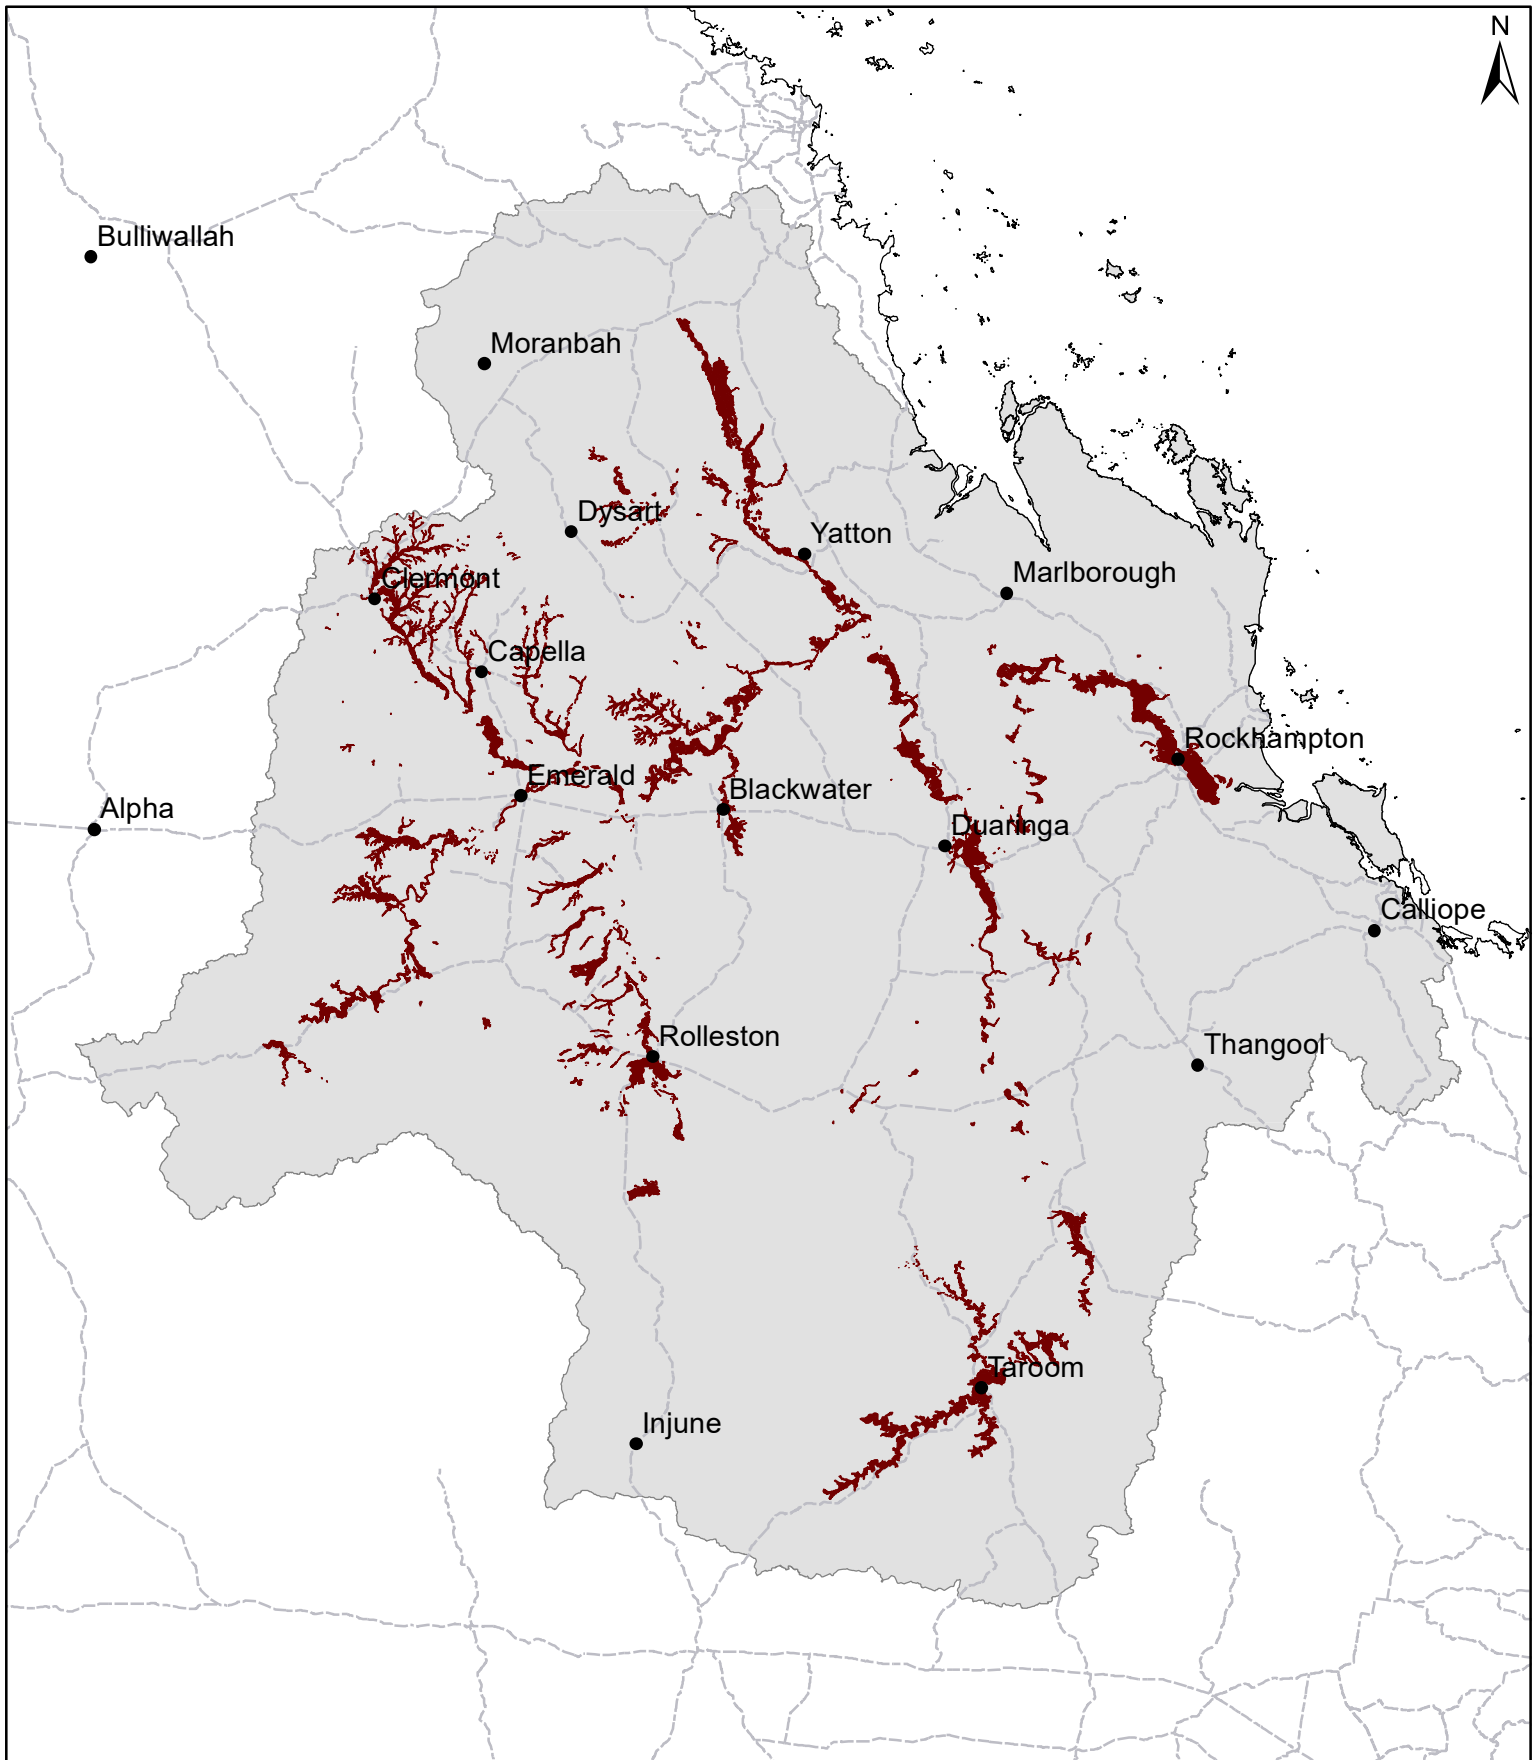 N
Bulliwallah
Moranbah
Dysart
Yatton
Clermont
Marlborough
Capella
Rockhampton
Emerald
Blackwater
Alpha
Duaringa
Calliope
Rolleston
Thangool
Taroom
Injune